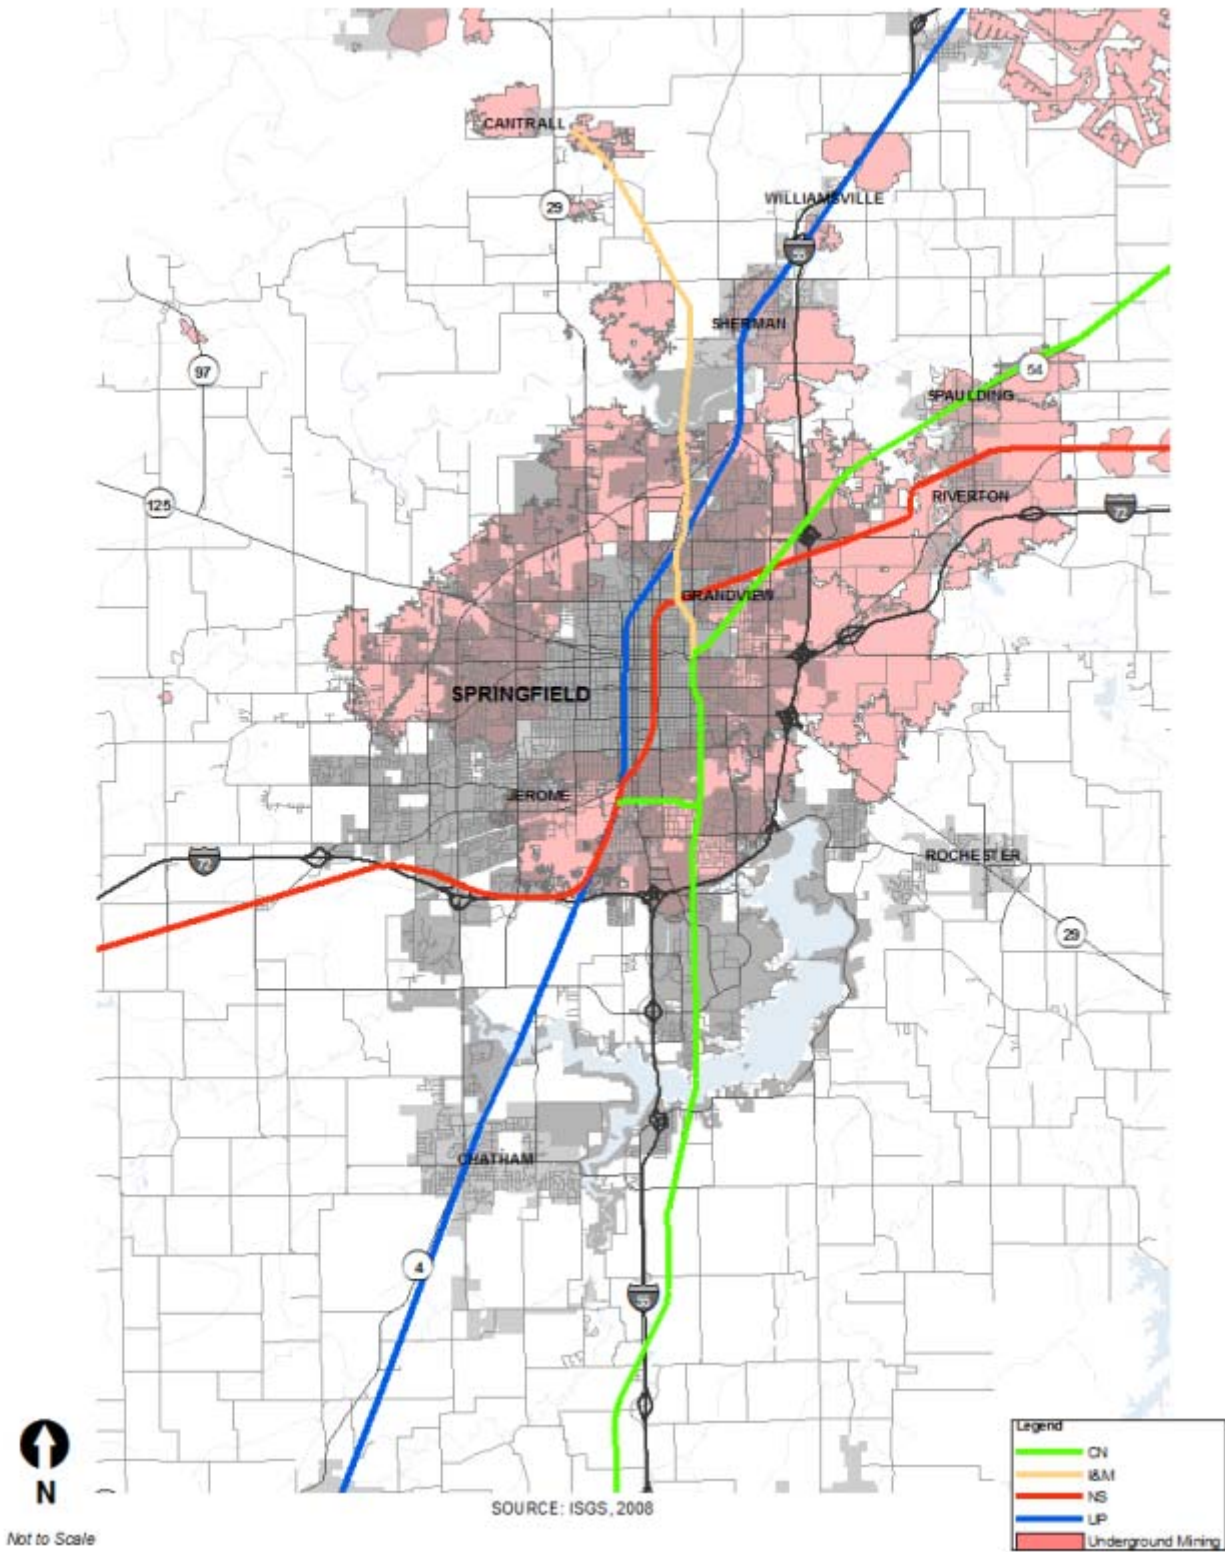 CANTRALL
29
WILLIAMSVILLE
55
SHERMAN
97
54
SPAULDING
125
RIVERTON
72
GRANDVIEW
SPRINGFIELD
JEROME
72
ROCHESTER
29
CHATHAM
4
55
Legend
CN
I&M
NS
UP
Underground Mining
N
SOURCE: ISGS, 2008
Not to Scale